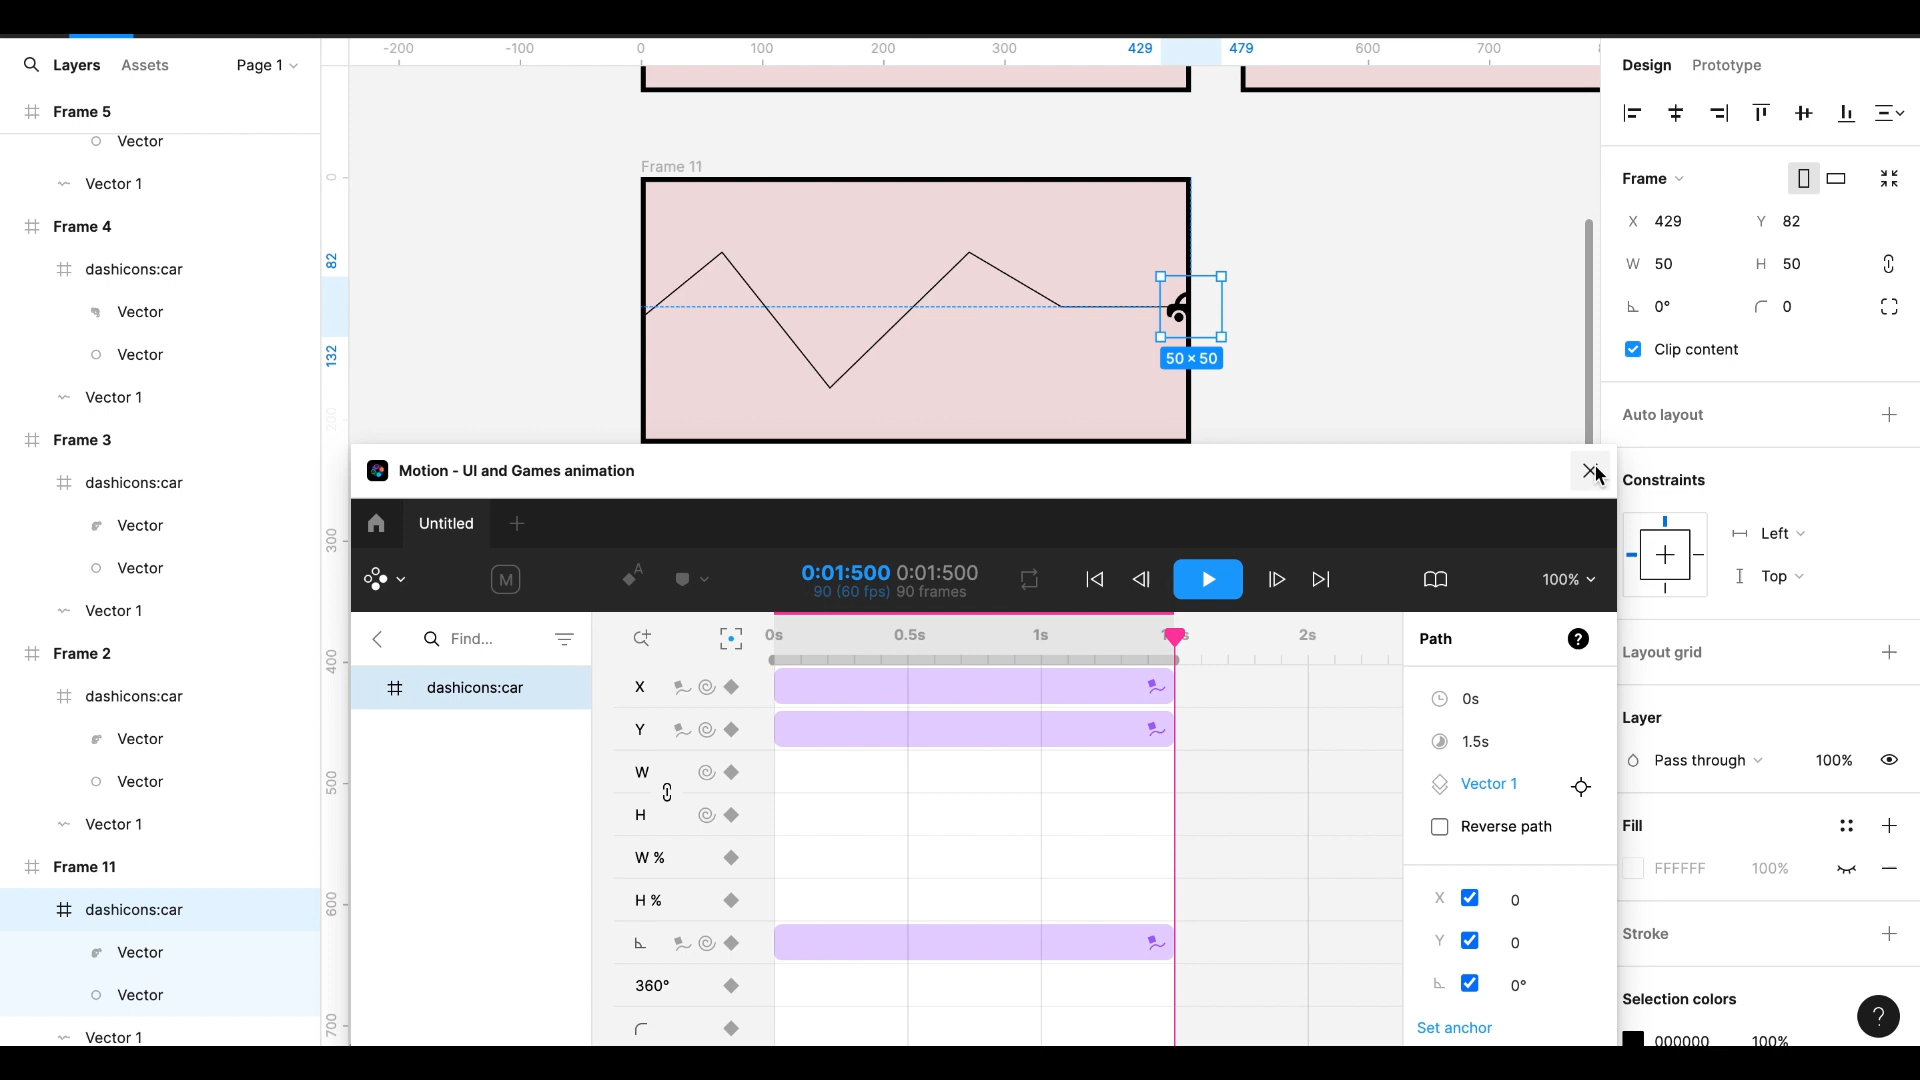 Layers
Assets
Page 1
Frame 5
Vector
Vector 1
Frame 4
dashicons:car
Vector
Vector
Vector 1
Frame 3
dashicons:car
Vector
Vector
Vector 1
Frame 2
dashicons:car
Vector
Vector
Vector 1
Frame 11
dashicons:car
Vector
Vector
Vector 1
-200
-100
0
100
200
300
429
479
600
700
0
82
132
200
300
400
500
600
700
Frame 11
50 × 50
Motion - UI and Games animation
Untitled
M
A
0:01:500 0:01:500
90 (60 fps) 90 frames
100%
Find...
dashicons:car
0s
0.5s
1s
2s
X
Y
W
H
W %
H %
360°
Path
?
0s
1.5s
Vector 1
Reverse path
X
0
Y
0
0°
Set anchor
Design
Prototype
Frame
X 429
Y 82
W 50
H 50
0°
0
Clip content
Auto layout
Constraints
Left
Top
Layout grid
Layer
Pass through
100%
Fill
FFFFFF
100%
Stroke
Selection colors
000000
100%
?